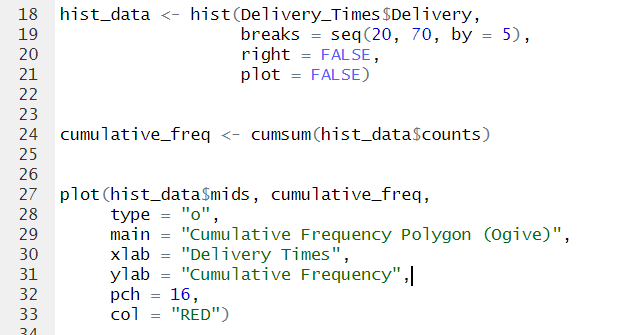 18 hist_data <- hist(Delivery_Times$Delivery,
19 breaks = seq(20, 70, by = 5),
20 right = FALSE,
21 plot = FALSE)
22
23
24 cumulative_freq <- cumsum(hist_data$counts)
25
26
27 plot(hist_data$mids, cumulative_freq,
28 type = "o",
29 main = "Cumulative Frequency Polygon (Ogive)",
30 xlab = "Delivery Times",
31 ylab = "Cumulative Frequency",
32 pch = 16,
33 col = "RED")
34